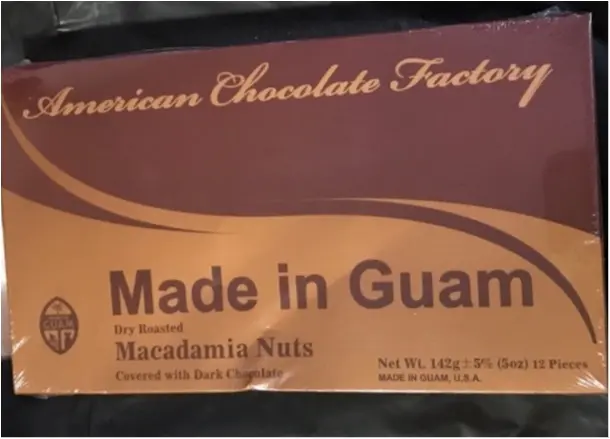 American Chocolate Factory
Made in Guam
GUAM
Dry Roasted
Macadamia Nuts
Covered with Dark Chocolate
Net Wt. 142g±5% (5oz) 12 Pieces
MADE IN GUAM, U.S.A.